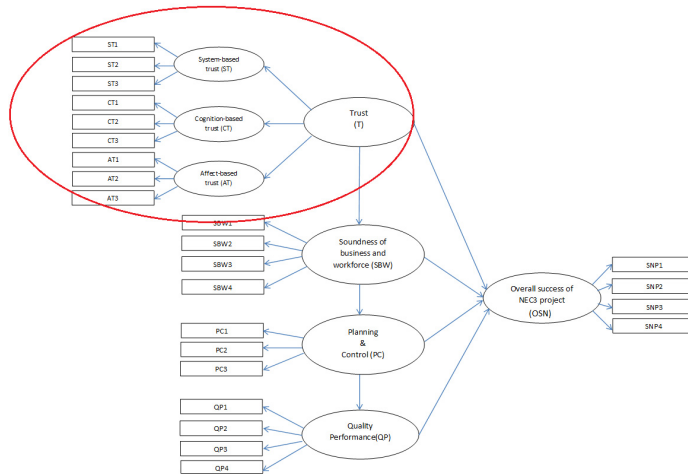 ST1
ST2
ST3
CT1
CT2
CT3
AT1
AT2
AT3
System-based
trust (ST)
Cognition-based
trust (CT)
Affect-based
trust (AT)
Trust
(T)
SBW1
SBW2
SBW3
SBW4
Soundness of
business and
workforce (SBW)
PC1
PC2
PC3
Planning
&
Control (PC)
QP1
QP2
QP3
QP4
Quality
Performance(QP)
Overall success of
NEC3 project
(OSN)
SNP1
SNP2
SNP3
SNP4